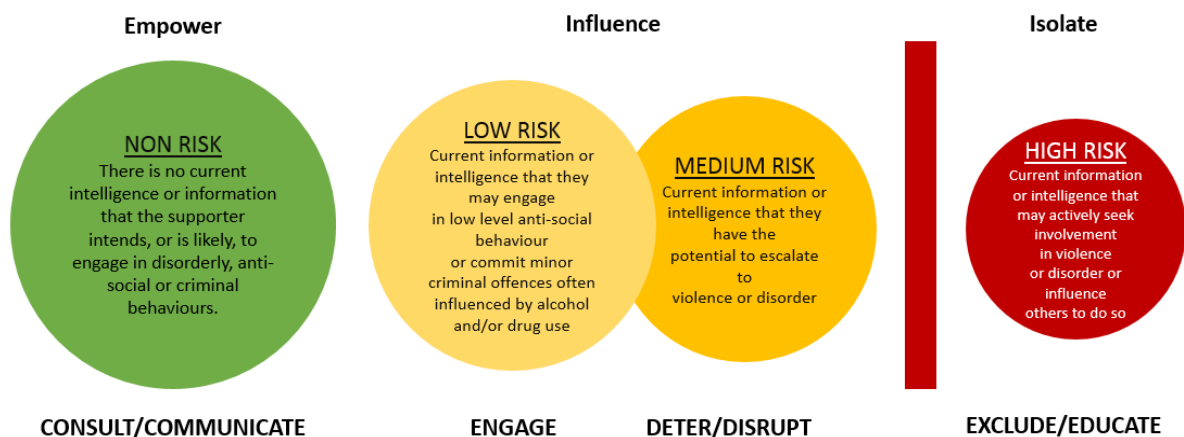 Empower
Influence
Isolate
NON RISK
There is no current
intelligence or information
that the supporter
intends, or is likely, to
engage in disorderly, anti-
social or criminal
behaviours.
LOW RISK
Current information or
intelligence that they
may engage
in low level anti-social
behaviour
or commit minor
criminal offences often
influenced by alcohol
and/or drug use
MEDIUM RISK
Current information or
intelligence that they
have the
potential to escalate
to
violence or disorder
HIGH RISK
Current information
or intelligence that
may actively seek
involvement
in violence
or disorder or
influence
others to do so
CONSULT/COMMUNICATE
ENGAGE
DETER/DISRUPT
EXCLUDE/EDUCATE